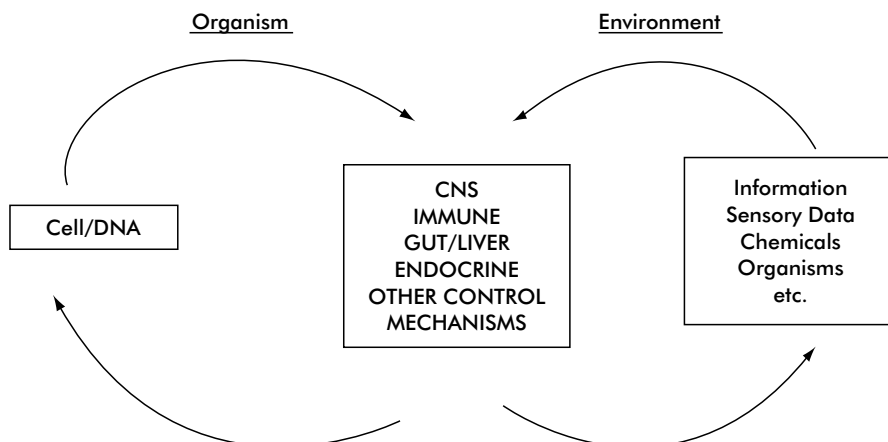 Organism
Environment
Cell/DNA
CNS
IMMUNE
GUT/LIVER
ENDOCRINE
OTHER CONTROL
MECHANISMS
Information
Sensory Data
Chemicals
Organisms
etc.